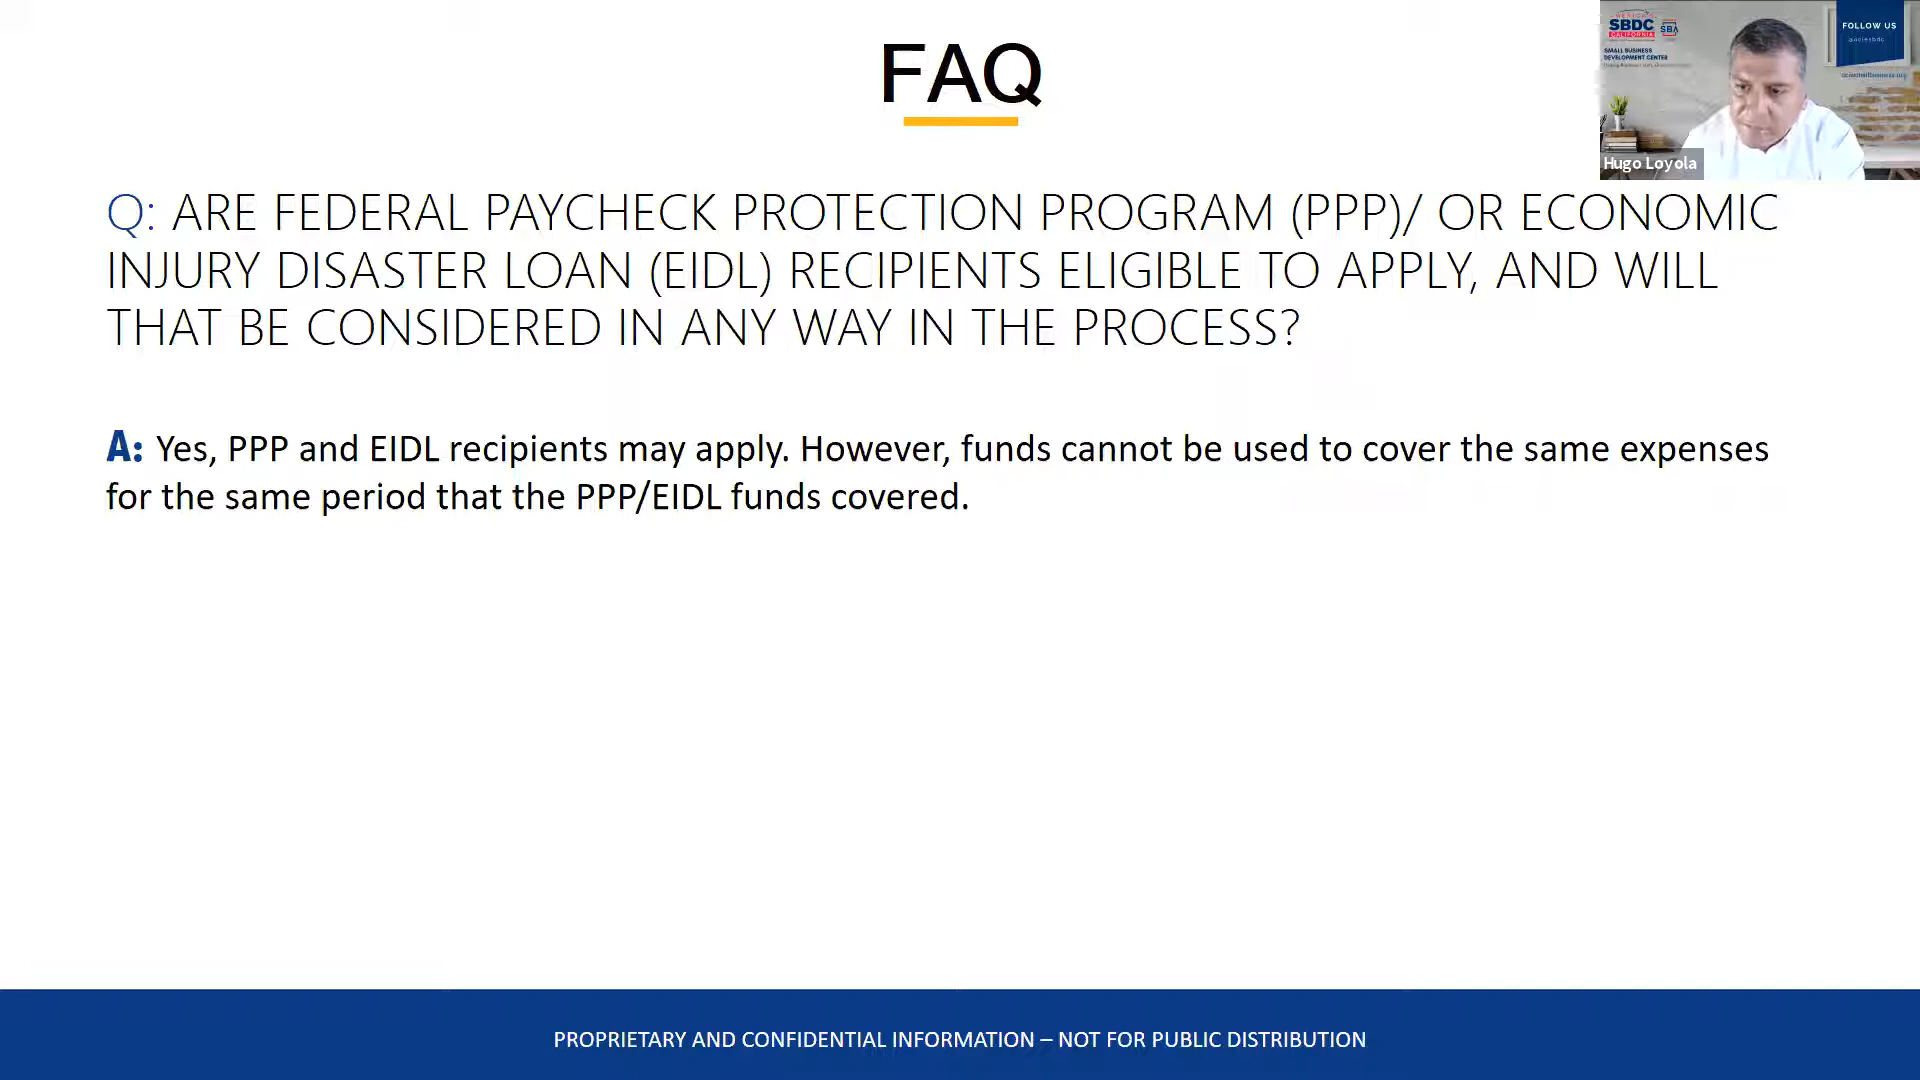 FAQ
Q: ARE FEDERAL PAYCHECK PROTECTION PROGRAM (PPP)/ OR ECONOMIC
INJURY DISASTER LOAN (EIDL) RECIPIENTS ELIGIBLE TO APPLY, AND WILL
THAT BE CONSIDERED IN ANY WAY IN THE PROCESS?
A: Yes, PPP and EIDL recipients may apply. However, funds cannot be used to cover the same expenses
for the same period that the PPP/EIDL funds covered.
SBDC
CALIFORNIA
SBA
SMALL BUSINESS
DEVELOPMENT CENTER
FOLLOW US
@ociesbdc
Hugo Loyola
PROPRIETARY AND CONFIDENTIAL INFORMATION – NOT FOR PUBLIC DISTRIBUTION